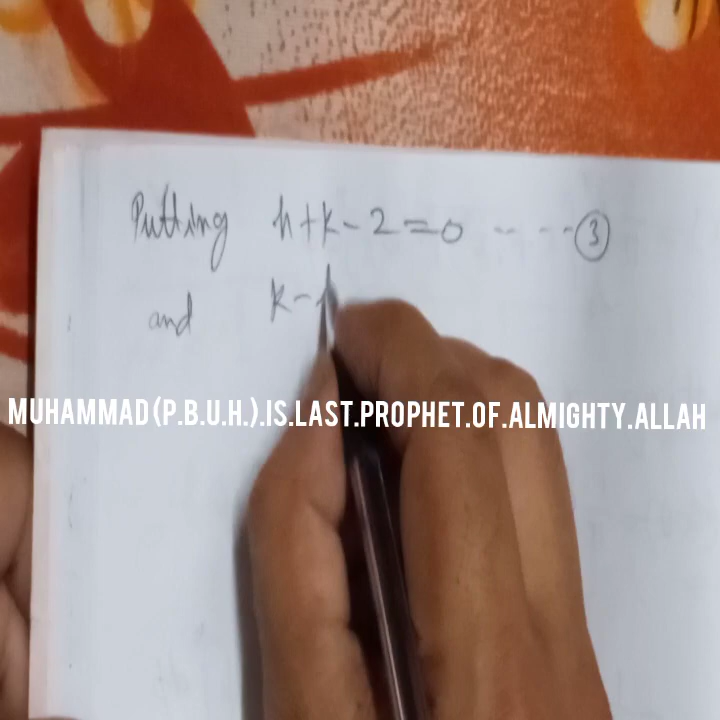 Putting h+k-2=0 -- -- ③
and k-
MUHAMMAD(P.B.U.H.).IS.LAST.PROPHET.OF.ALMIGHTY.ALLAH